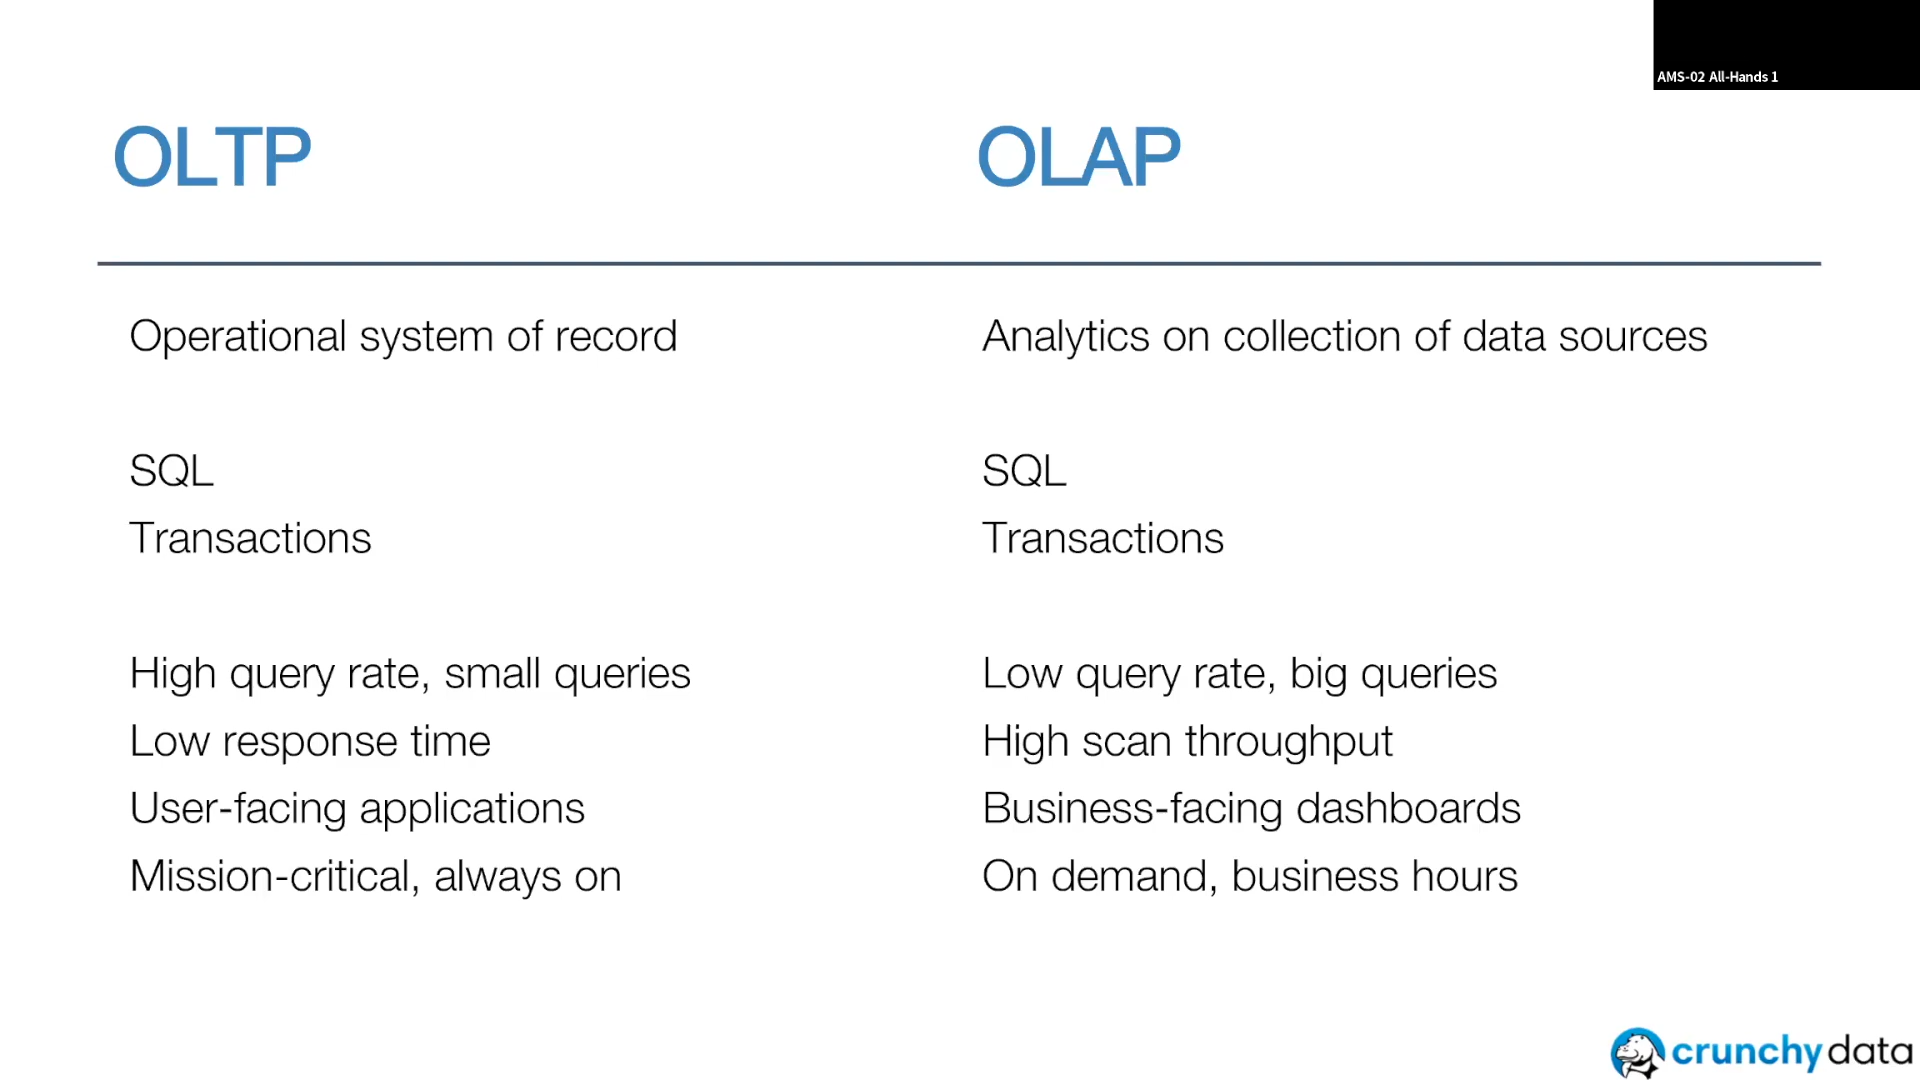 AMS-02 All-Hands 1
OLTP
Operational system of record
SQL
Transactions
High query rate, small queries
Low response time
User-facing applications
Mission-critical, always on
OLAP
Analytics on collection of data sources
SQL
Transactions
Low query rate, big queries
High scan throughput
Business-facing dashboards
On demand, business hours
crunchy data